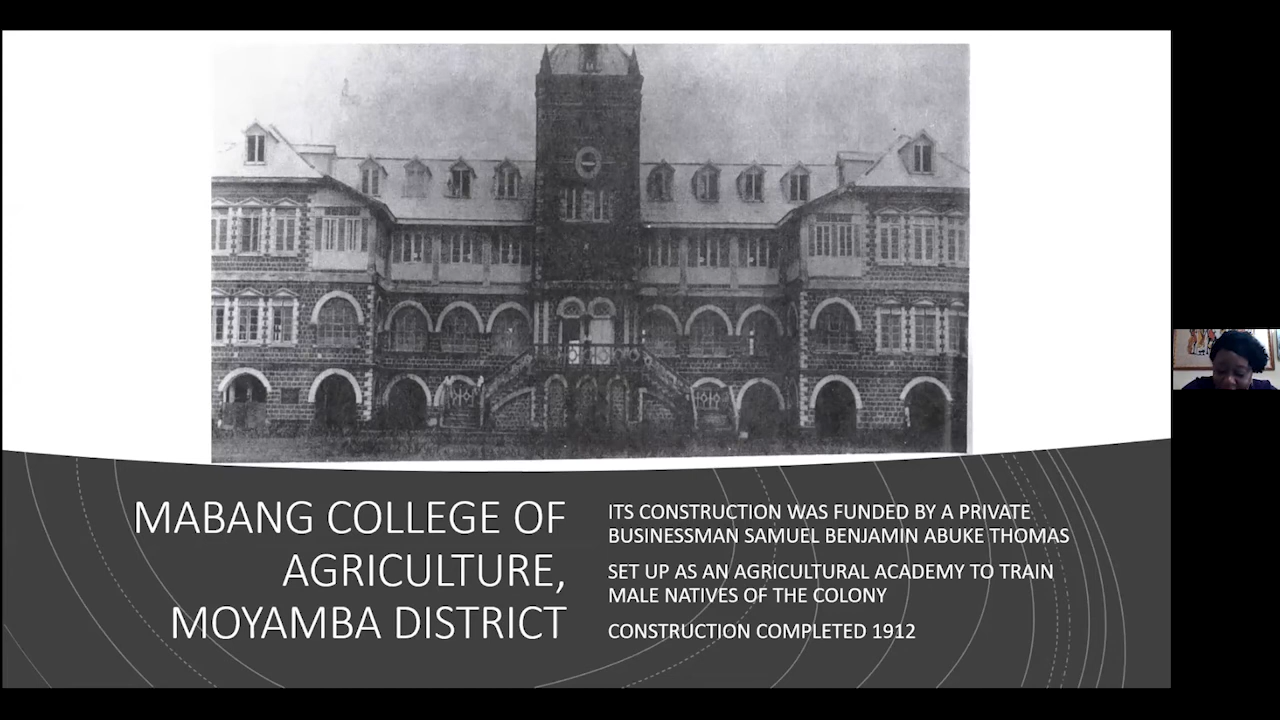 MABANG COLLEGE OF
AGRICULTURE,
MOYAMBA DISTRICT
ITS CONSTRUCTION WAS FUNDED BY A PRIVATE
BUSINESSMAN SAMUEL BENJAMIN ABUKE THOMAS
SET UP AS AN AGRICULTURAL ACADEMY TO TRAIN
MALE NATIVES OF THE COLONY
CONSTRUCTION COMPLETED 1912